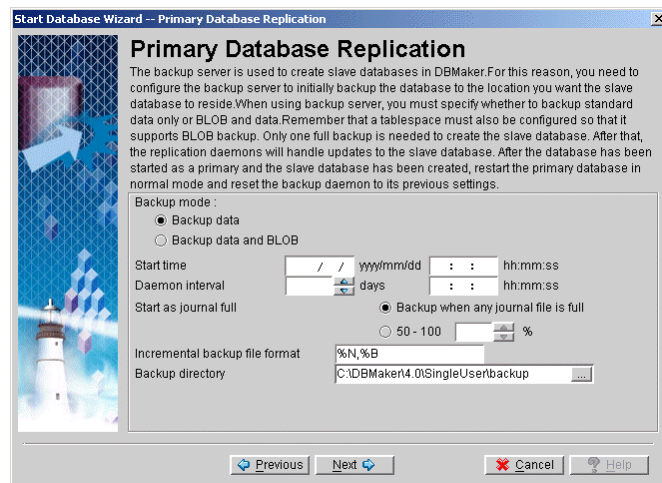 Start Database Wizard -- Primary Database Replication
Primary Database Replication
The backup server is used to create slave databases in DBMaker.For this reason, you need to
configure the backup server to initially backup the database to the location you want the slave
database to reside.When using backup server, you must specify whether to backup standard
data only or BLOB and data.Remember that a tablespace must also be configured so that it
supports BLOB backup. Only one full backup is needed to create the slave database. After that,
the replication daemons will handle updates to the slave database. After the database has been
started as a primary and the slave database has been created, restart the primary database in
normal mode and reset the backup daemon to its previous settings.
Backup mode :
Backup data
Backup data and BLOB
Start time / / yyyy/mm/dd : : hh:mm:ss
Daemon interval days : : hh:mm:ss
Start as journal full Backup when any journal file is full
50 - 100 %
Incremental backup file format %N,%B
Backup directory C:\DBMaker\4.0\SingleUser\backup ...
Previous Next Cancel ? Help